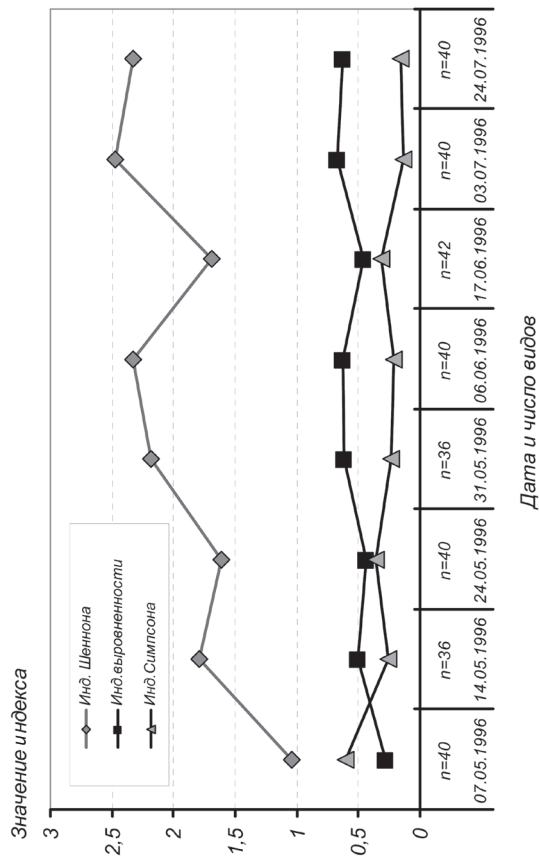 Значение индекса
3
2,5
2
1,5
1
0,5
0
Инд. Шеннона
Инд.выровненности
Инд.Симпсона
n=40 n=36 n=40 n=36 n=40 n=42 n=40 n=40
07.05.1996 14.05.1996 24.05.1996 31.05.1996 06.06.1996 17.06.1996 03.07.1996 24.07.1996
Дата и число видов